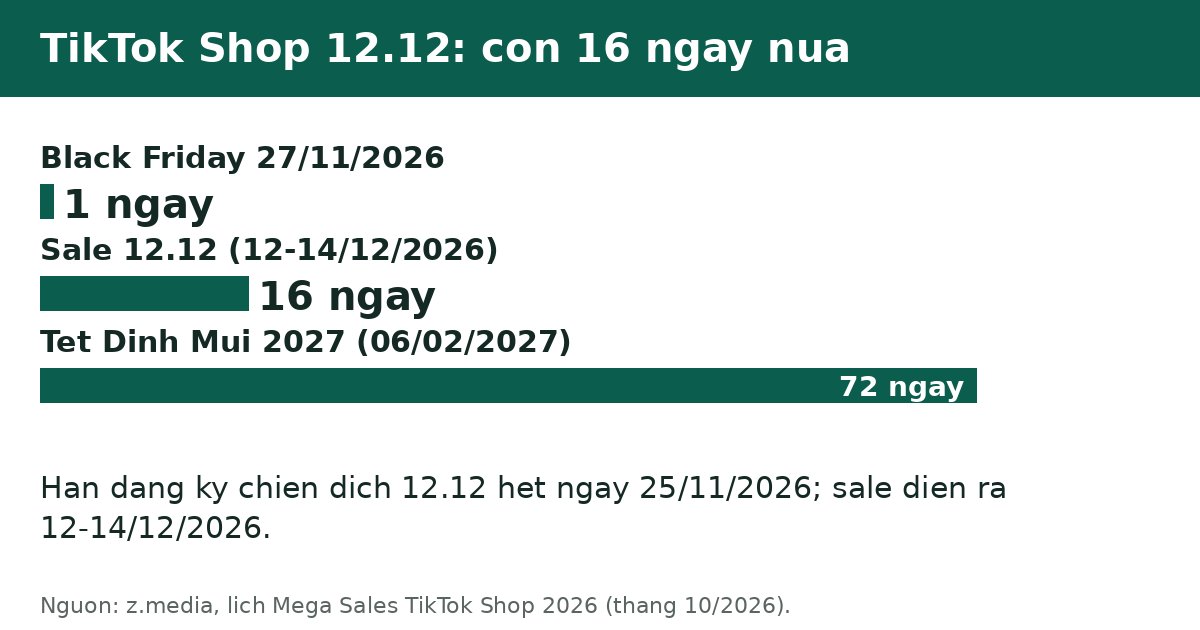 TikTok Shop 12.12: con 16 ngay nua
Black Friday 27/11/2026
1 ngay
Sale 12.12 (12-14/12/2026)
16 ngay
Tet Dinh Mui 2027 (06/02/2027)
72 ngay
Han dang ky chien dich 12.12 het ngay 25/11/2026; sale dien ra
12-14/12/2026.
Nguon: z.media, lich Mega Sales TikTok Shop 2026 (thang 10/2026).